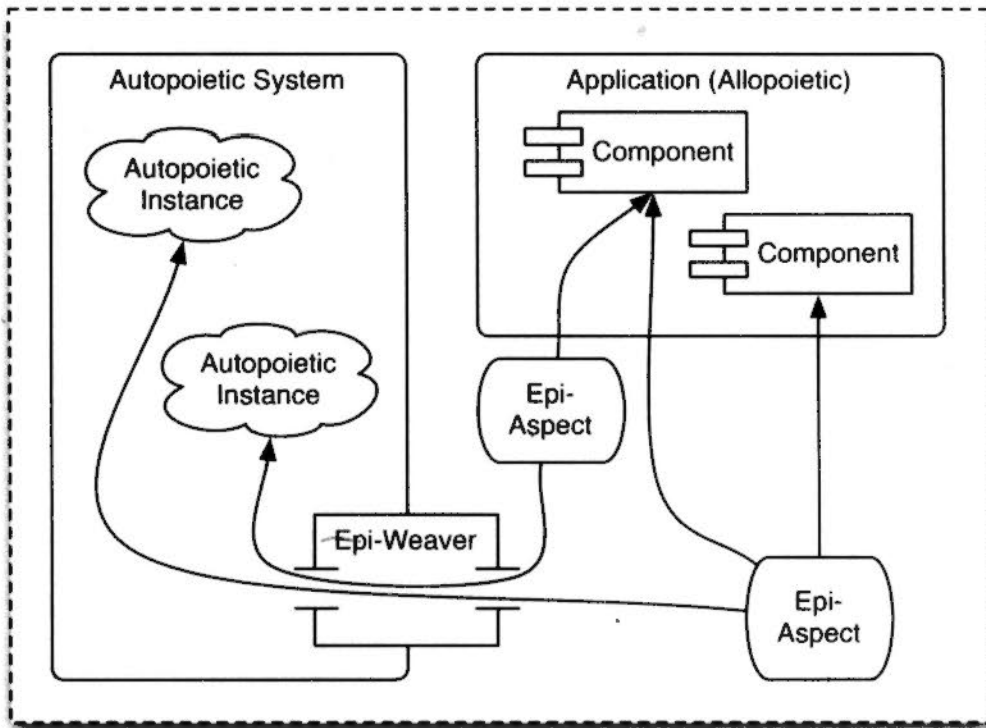 Autopoietic System
Application (Allopoietic)
Autopoietic
Instance
Component
Component
Autopoietic
Instance
Epi-
Aspect
Epi-Weaver
Epi-
Aspect